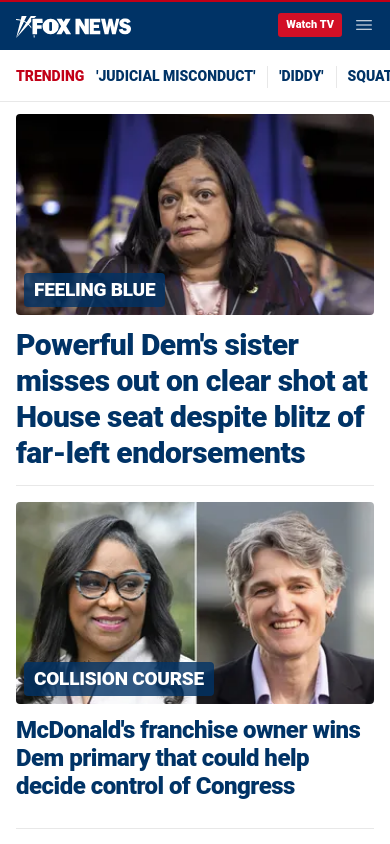 FOX NEWS
Watch TV
TRENDING 'JUDICIAL MISCONDUCT' 'DIDDY' SQUAT
FEELING BLUE
Powerful Dem's sister
misses out on clear shot at
House seat despite blitz of
far-left endorsements
COLLISION COURSE
McDonald's franchise owner wins
Dem primary that could help
decide control of Congress